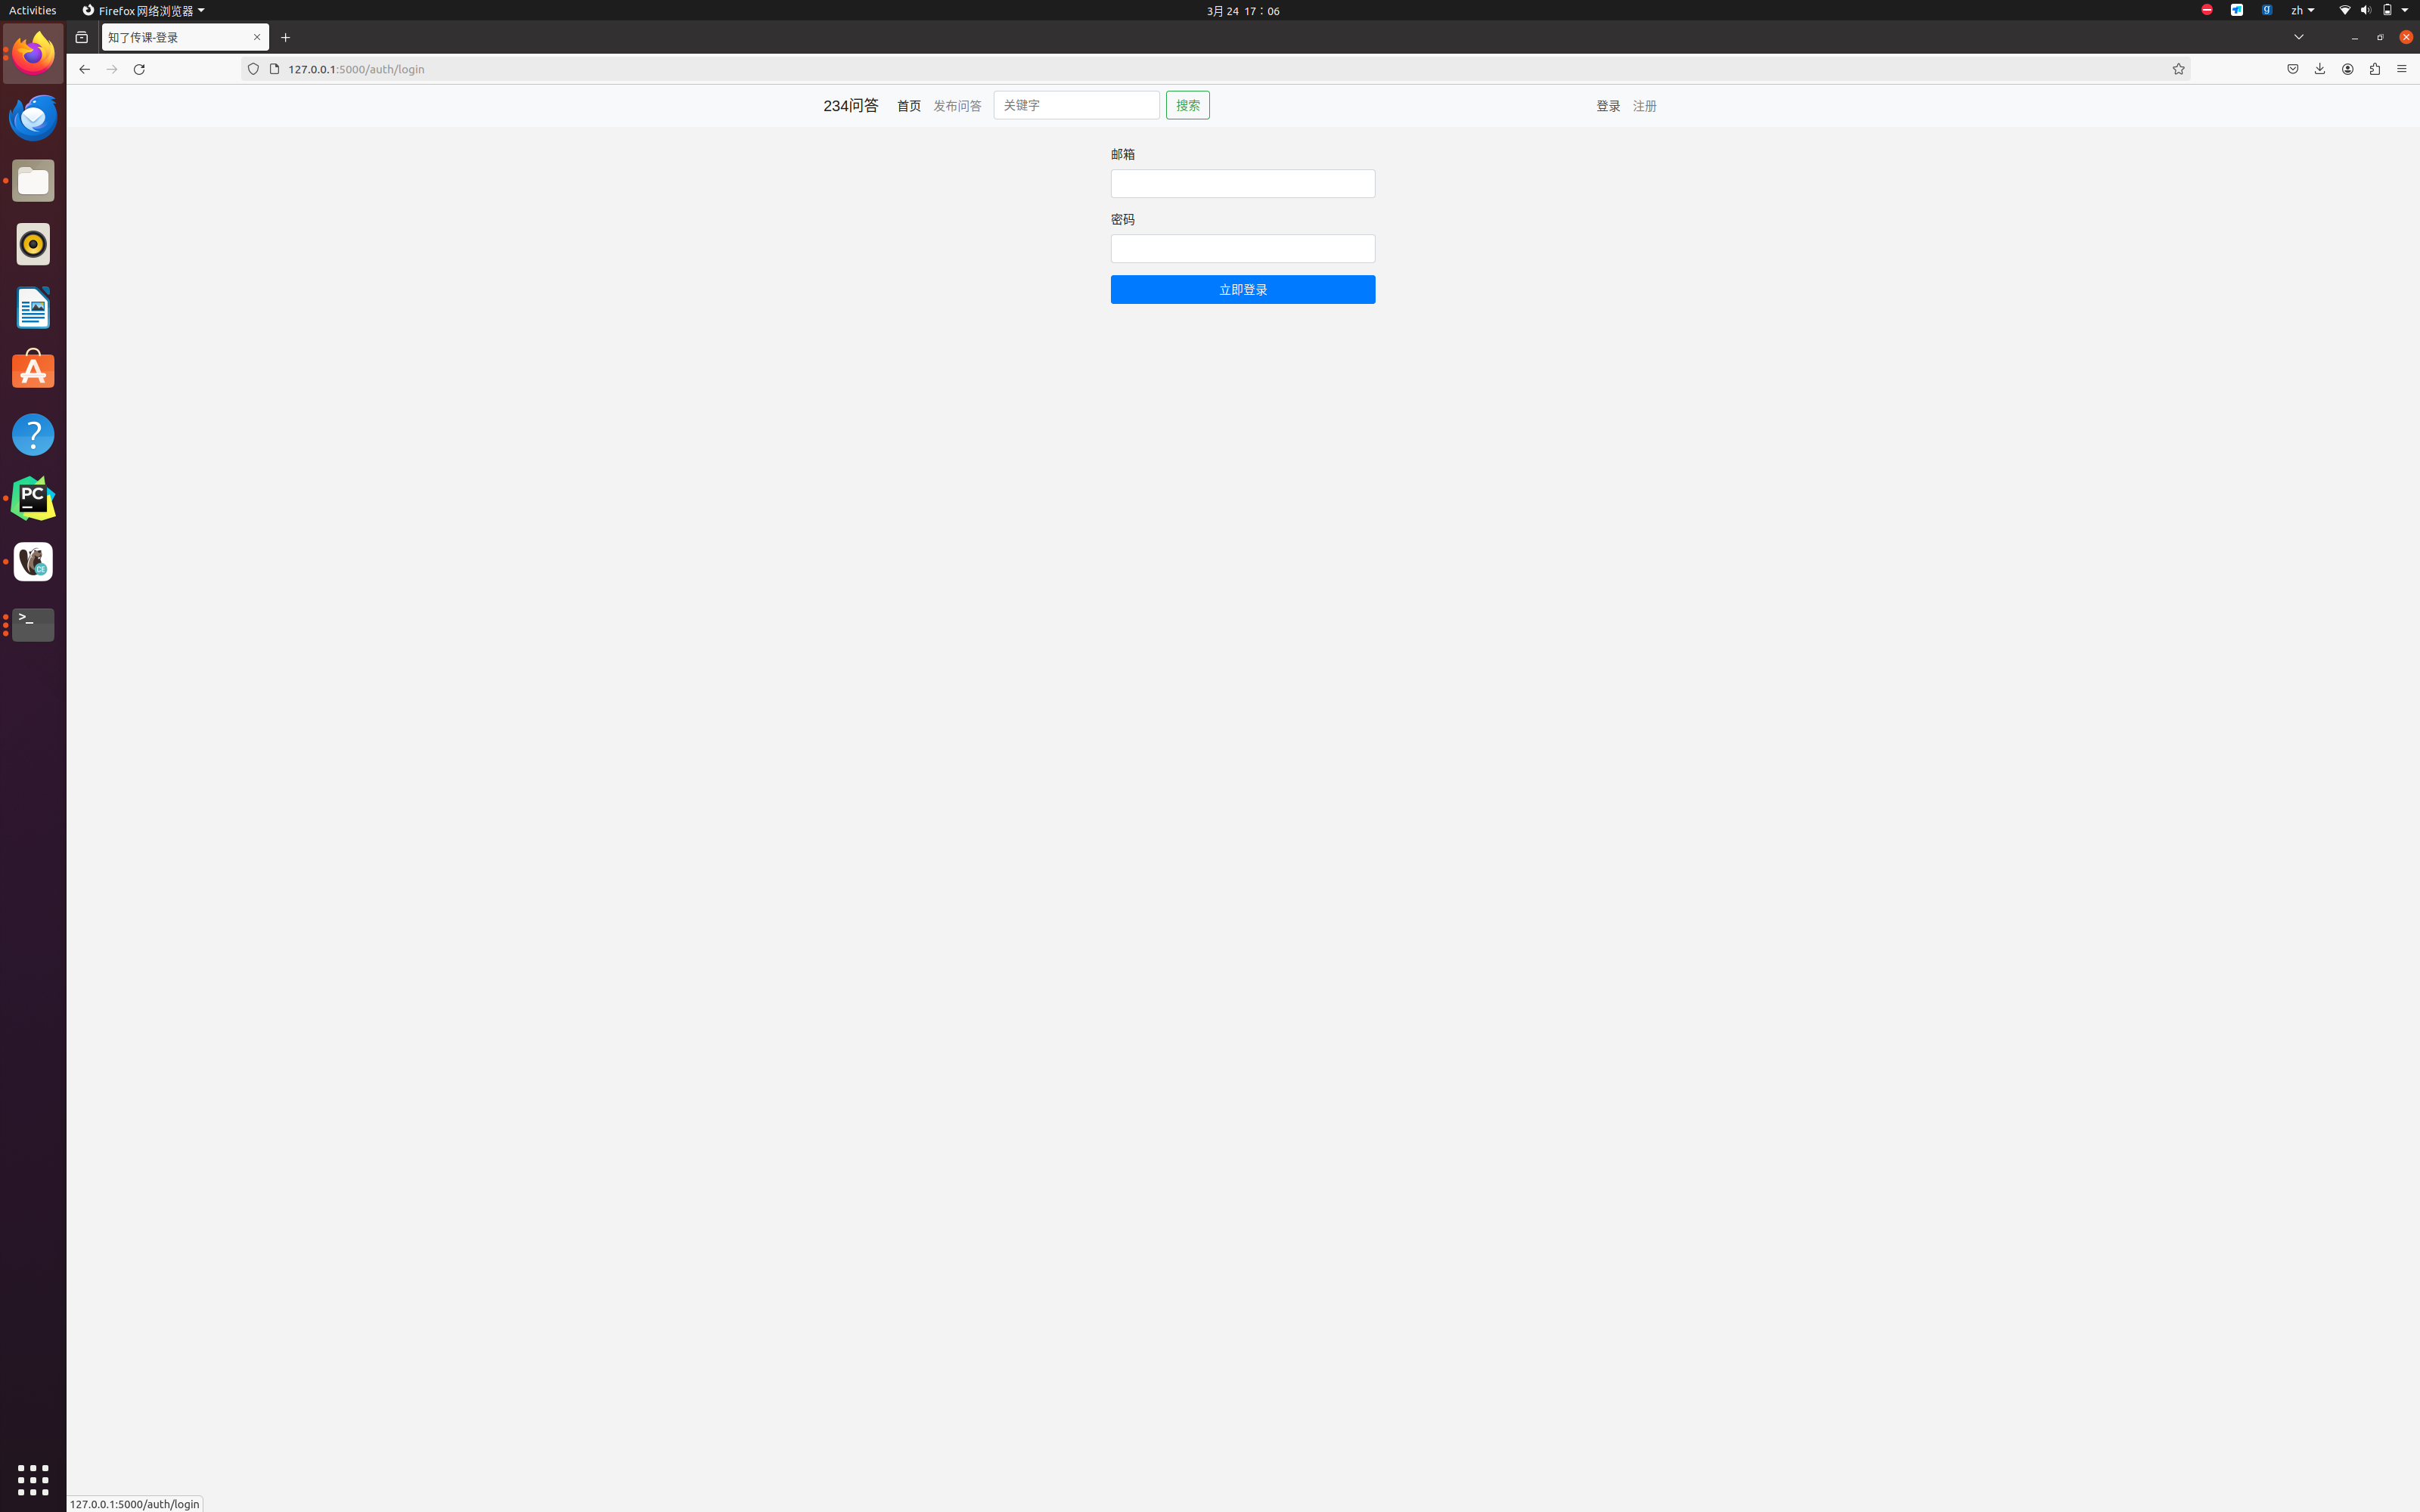 Activities
Firefox 网络浏览器
3月 24 17：06
zh
知了传课-登录
127.0.0.1:5000/auth/login
234问答
首页
发布问答
关键字
搜索
登录
注册
邮箱
密码
立即登录
PC
CE
>_
127.0.0.1:5000/auth/login